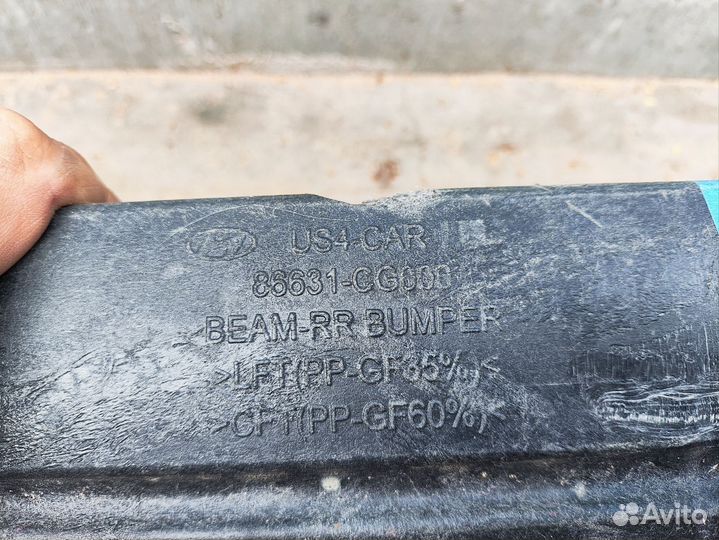 US4-CAR
86631-CG000
BEAM-RR BUMPER
>LFT(PP-GF35%)<
>CFT(PP-GF60%)<
Avito